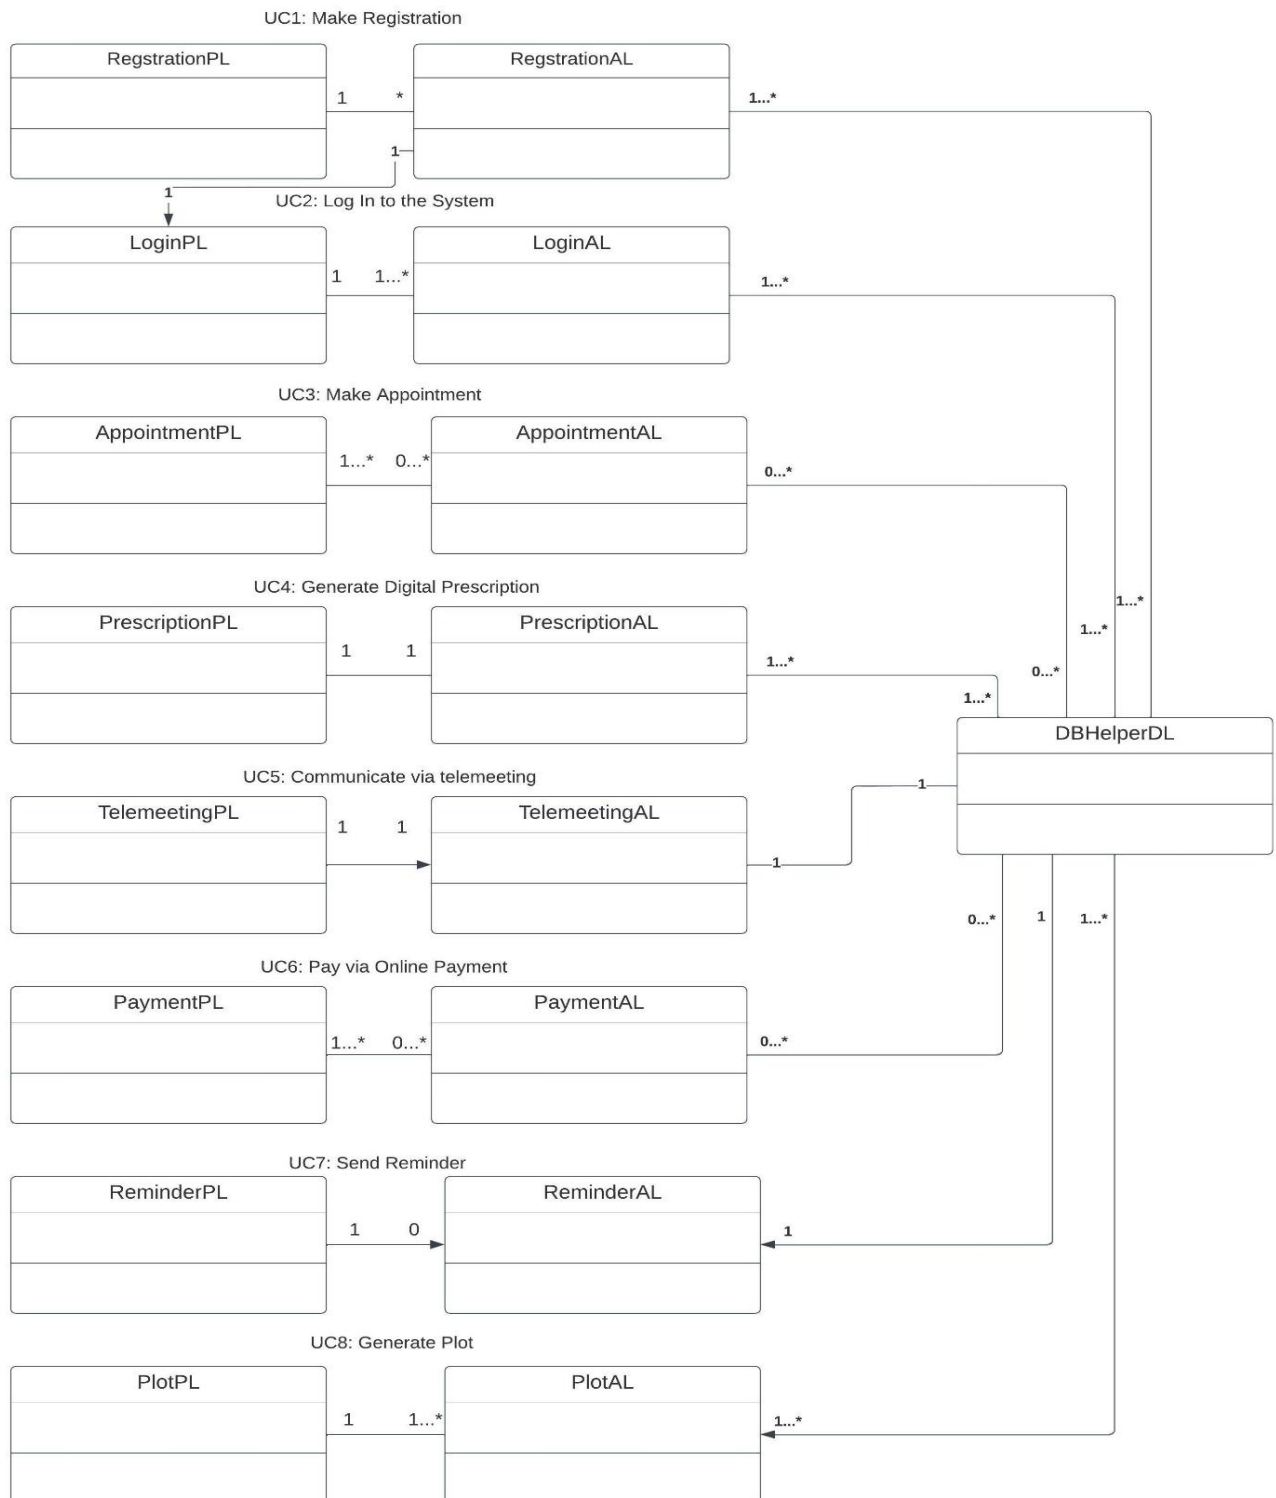 UC1: Make Registration
RegstrationPL
RegstrationAL
1 *
1...*
1
1
UC2: Log In to the System
LoginPL
LoginAL
1 1...*
1...*
UC3: Make Appointment
AppointmentPL
AppointmentAL
1...* 0...*
0...*
UC4: Generate Digital Prescription
1...*
PrescriptionPL
PrescriptionAL
1...*
1 1
1...*
0...*
1...*
DBHelperDL
UC5: Communicate via telemeeting
1
TelemeetingPL
TelemeetingAL
1 1
1
0...* 1 1...*
UC6: Pay via Online Payment
PaymentPL
PaymentAL
1...* 0...*
0...*
UC7: Send Reminder
ReminderPL
ReminderAL
1 0
1
UC8: Generate Plot
PlotPL
PlotAL
1 1...*
1...*